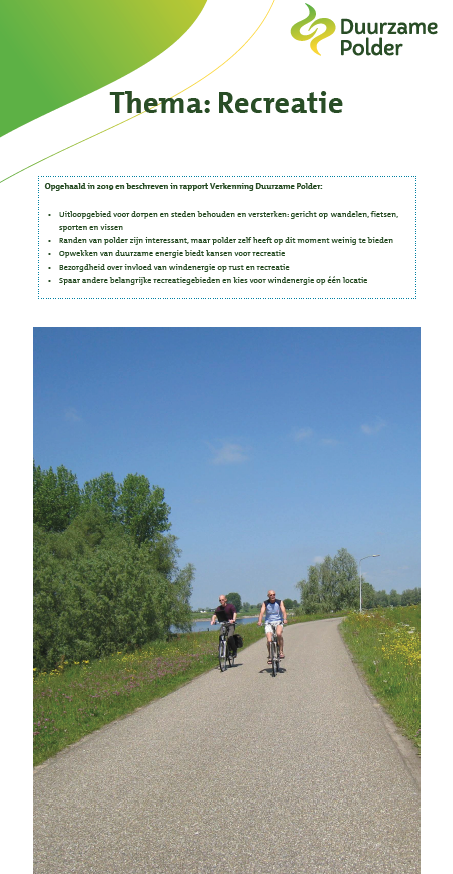 Duurzame
Polder
Thema: Recreatie
Opgehaald in 2019 en beschreven in rapport Verkenning Duurzame Polder:
• Uitloopgebied voor dorpen en steden behouden en versterken: gericht op wandelen, fietsen,
sporten en vissen
• Randen van polder zijn interessant, maar polder zelf heeft op dit moment weinig te bieden
• Opwekken van duurzame energie biedt kansen voor recreatie
• Bezorgdheid over invloed van windenergie op rust en recreatie
• Spaar andere belangrijke recreatiegebieden en kies voor windenergie op één locatie